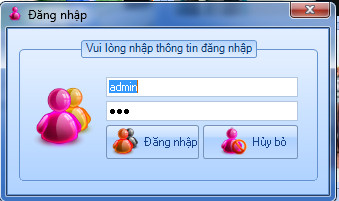 Đăng nhập
Vui lòng nhập thông tin đăng nhập
admin
●●●
Đăng nhập
Hủy bỏ